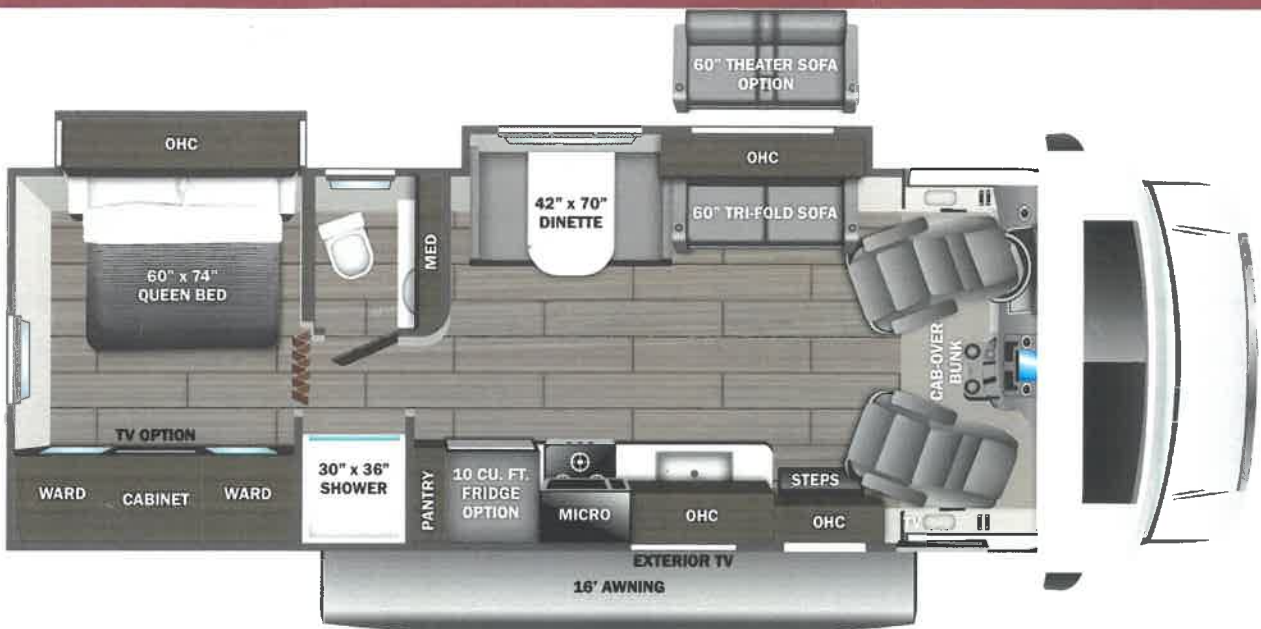 60" THEATER SOFA
OPTION
OHC
OHC
42" x 70"
DINETTE
60" TRI-FOLD SOFA
MED
60" x 74"
QUEEN BED
CAB-OVER
BUNK
TV OPTION
WARD
CABINET
WARD
30" x 36"
SHOWER
PANTRY
10 CU. FT.
FRIDGE
OPTION
MICRO
OHC
STEPS
OHC
TV
EXTERIOR TV
16' AWNING